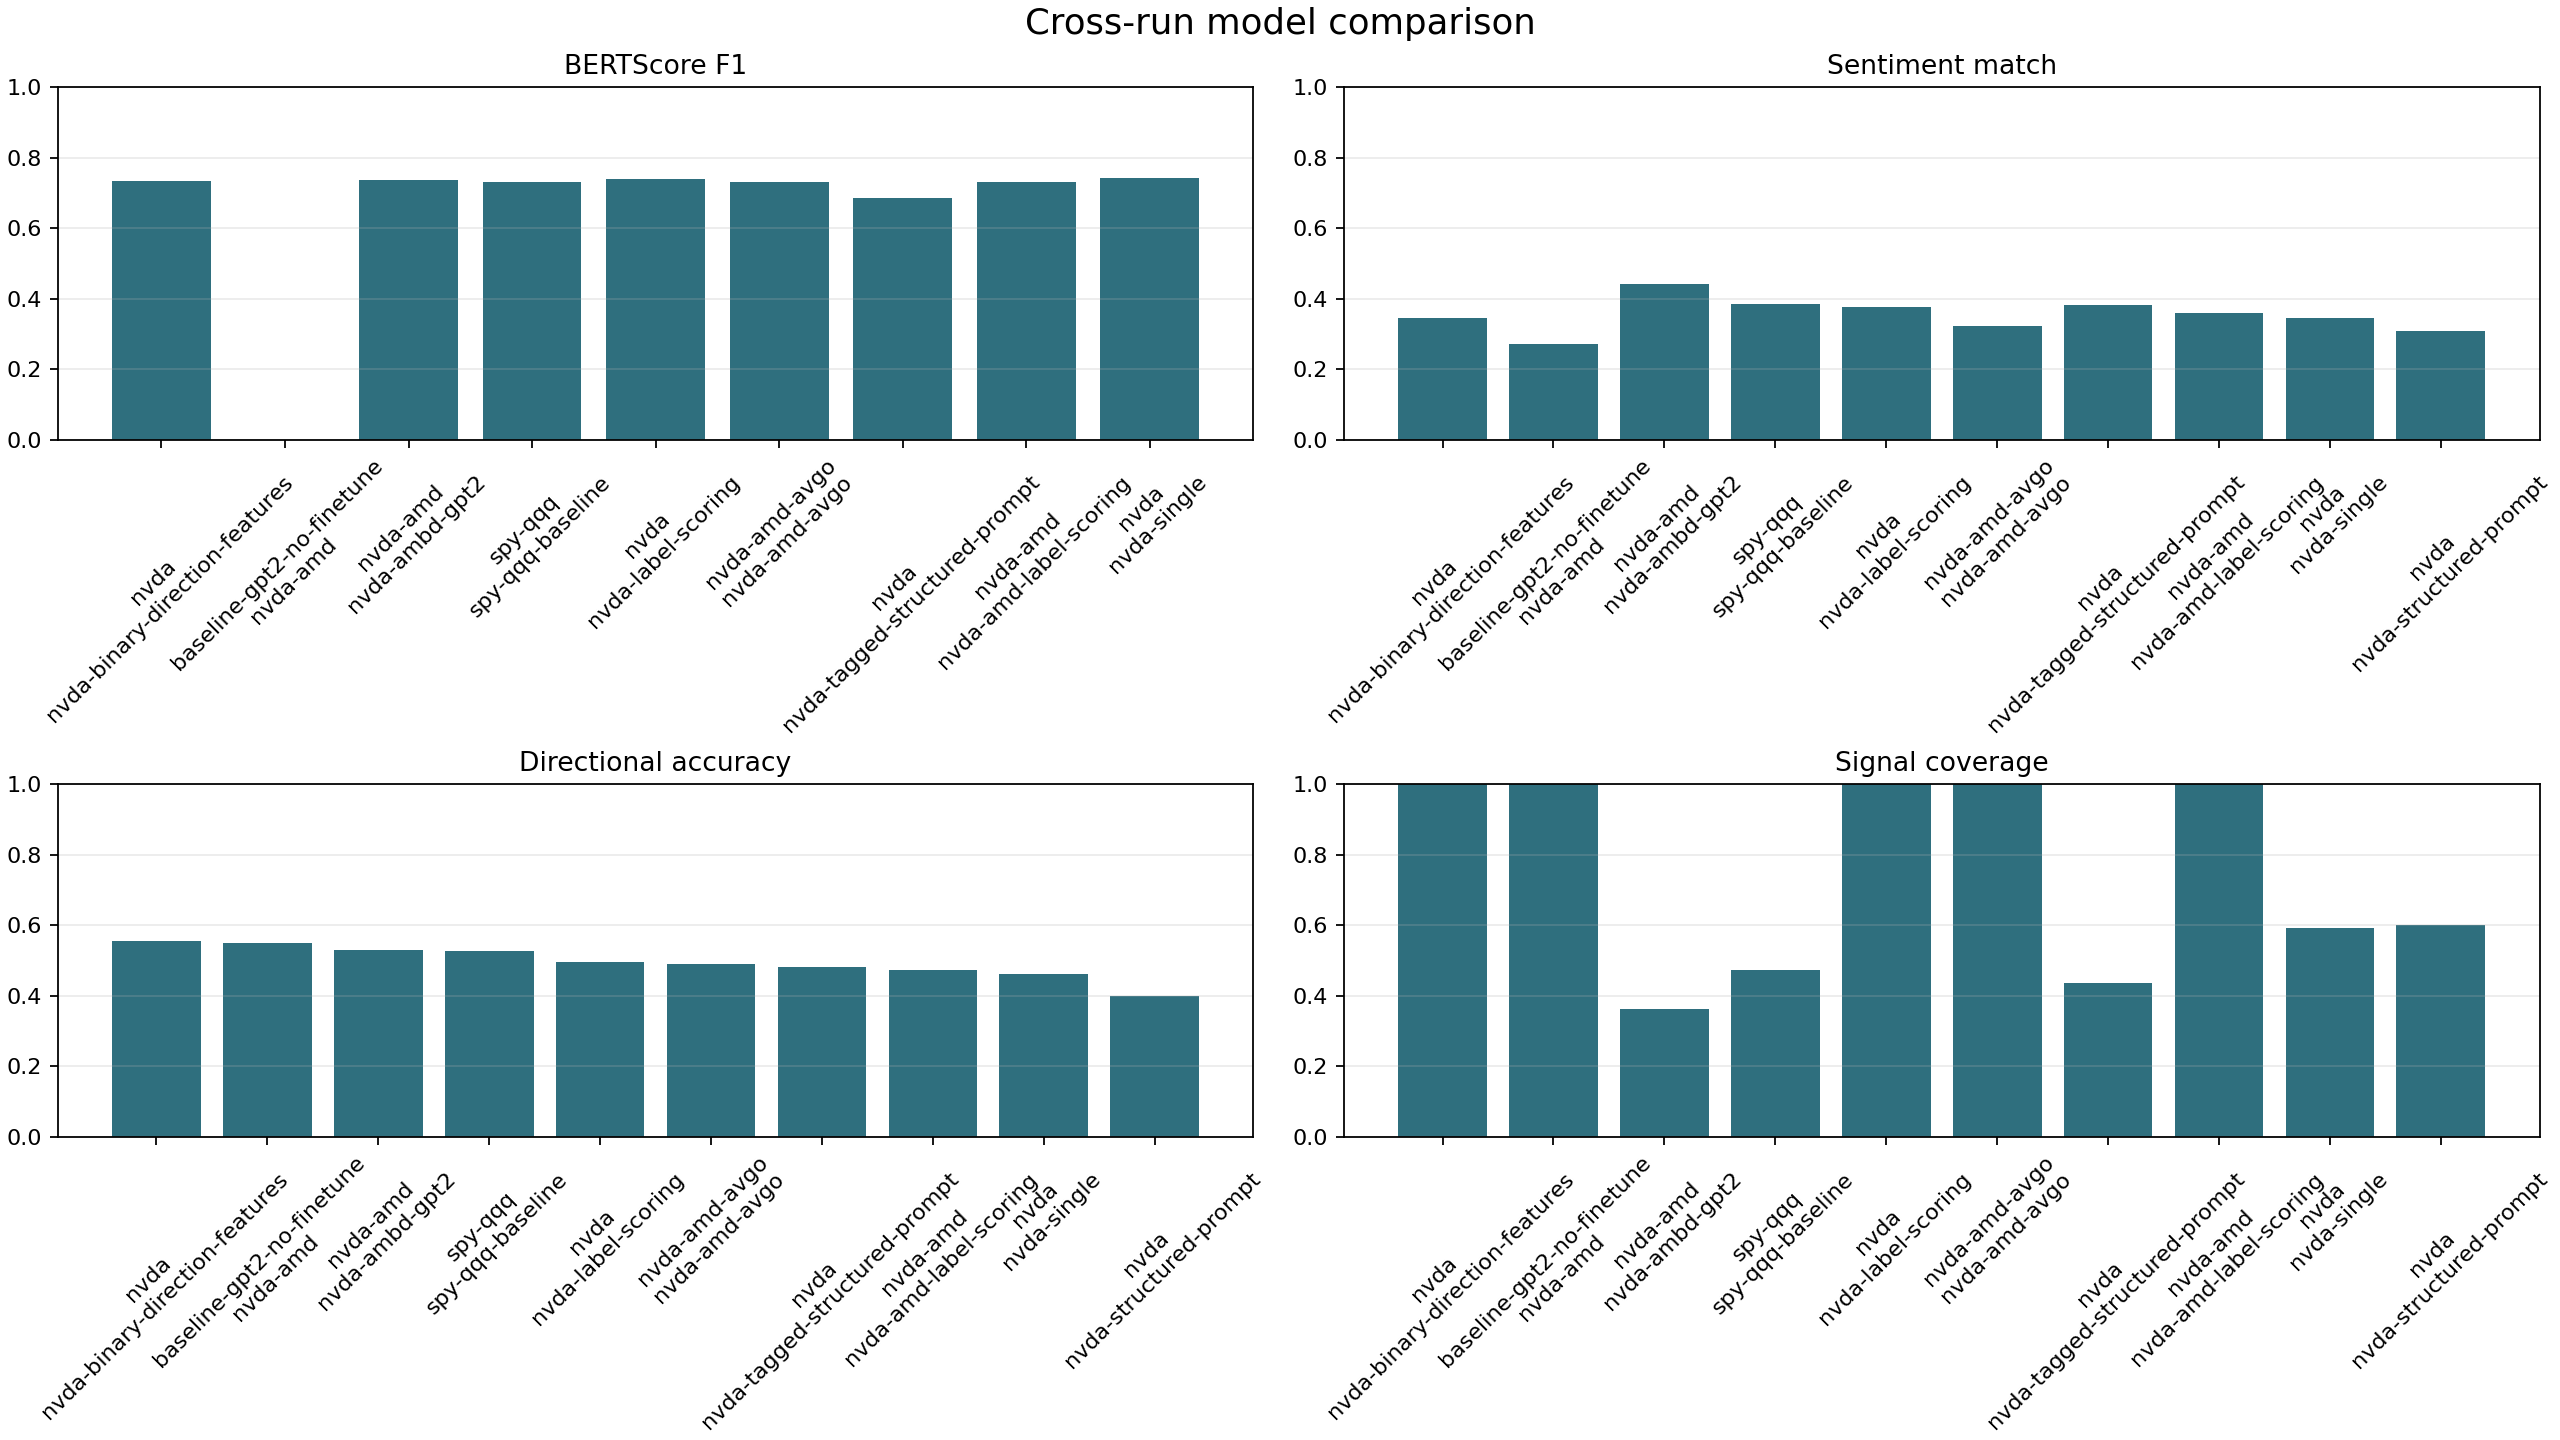 Cross-run model comparison
BERTScore F1
1.0
0.8
0.6
0.4
0.2
0.0
nvda
nvda-binary-direction-features
baseline-gpt2-no-finetune
nvda-amd
nvda-amd
nvda-ambd-gpt2
spy-qqq
spy-qqq-baseline
nvda
nvda-label-scoring
nvda-amd-avgo
nvda-amd-avgo
nvda
nvda-tagged-structured-prompt
nvda-amd
nvda-amd-label-scoring
nvda
nvda-single
Sentiment match
1.0
0.8
0.6
0.4
0.2
0.0
nvda
nvda-binary-direction-features
baseline-gpt2-no-finetune
nvda-amd
nvda-amd
nvda-ambd-gpt2
spy-qqq
spy-qqq-baseline
nvda
nvda-label-scoring
nvda-amd-avgo
nvda-amd-avgo
nvda
nvda-tagged-structured-prompt
nvda-amd
nvda-amd-label-scoring
nvda
nvda-single
nvda
nvda-structured-prompt
Directional accuracy
1.0
0.8
0.6
0.4
0.2
0.0
nvda
nvda-binary-direction-features
baseline-gpt2-no-finetune
nvda-amd
nvda-amd
nvda-ambd-gpt2
spy-qqq
spy-qqq-baseline
nvda
nvda-label-scoring
nvda-amd-avgo
nvda-amd-avgo
nvda
nvda-tagged-structured-prompt
nvda-amd
nvda-amd-label-scoring
nvda
nvda-single
nvda
nvda-structured-prompt
Signal coverage
1.0
0.8
0.6
0.4
0.2
0.0
nvda
nvda-binary-direction-features
baseline-gpt2-no-finetune
nvda-amd
nvda-amd
nvda-ambd-gpt2
spy-qqq
spy-qqq-baseline
nvda
nvda-label-scoring
nvda-amd-avgo
nvda-amd-avgo
nvda
nvda-tagged-structured-prompt
nvda-amd
nvda-amd-label-scoring
nvda
nvda-single
nvda
nvda-structured-prompt